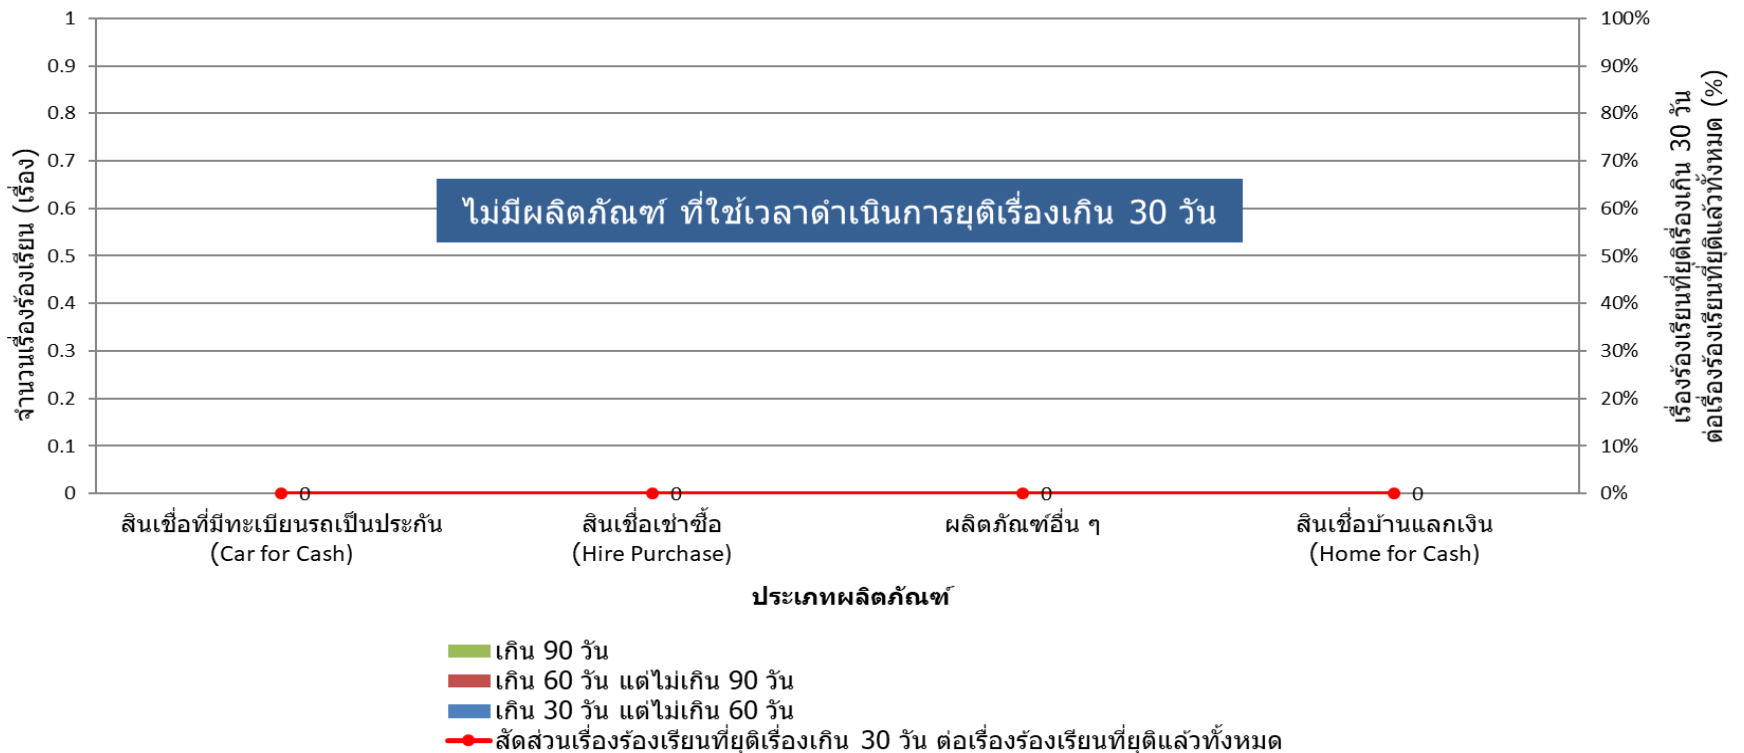 1
0.9
0.8
0.7
0.6
0.5
0.4
0.3
0.2
0.1
0
จำนวนเรื่องร้องเรียน (เรื่อง)
ไม่มีผลิตภัณฑ์ ที่ใช้เวลาดำเนินการยุติเรื่องเกิน 30 วัน
100%
90%
80%
70%
60%
50%
40%
30%
20%
10%
0%
เรื่องร้องเรียนที่ยุติเรื่องเกิน 30 วัน
ต่อเรื่องร้องเรียนที่ยุติแล้วทั้งหมด (%)
0
0
0
0
สินเชื่อที่มีทะเบียนรถเป็นประกัน
(Car for Cash)
สินเชื่อเช่าซื้อ
(Hire Purchase)
ผลิตภัณฑ์อื่น ๆ
สินเชื่อบ้านแลกเงิน
(Home for Cash)
ประเภทผลิตภัณฑ์
เกิน 90 วัน
เกิน 60 วัน แต่ไม่เกิน 90 วัน
เกิน 30 วัน แต่ไม่เกิน 60 วัน
สัดส่วนเรื่องร้องเรียนที่ยุติเรื่องเกิน 30 วัน ต่อเรื่องร้องเรียนที่ยุติแล้วทั้งหมด